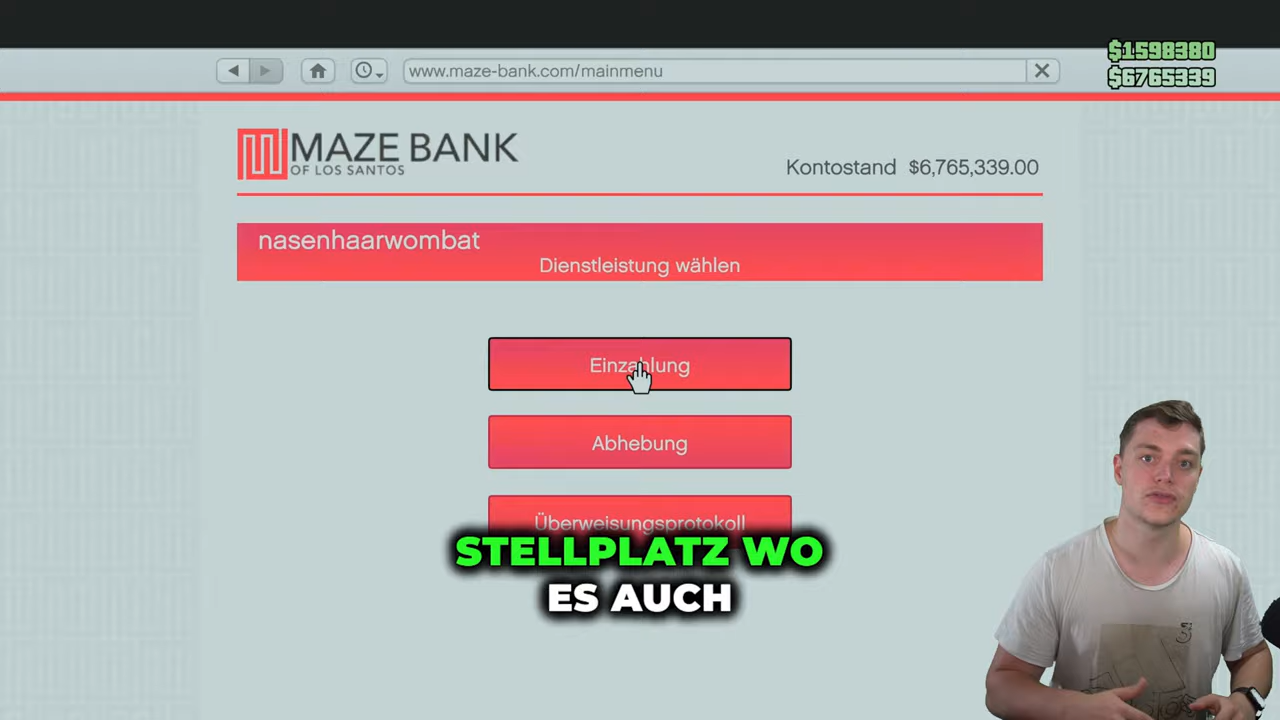 $1598380
www.maze-bank.com/mainmenu
$6765339
MAZE BANK
OF LOS SANTOS
Kontostand $6,765,339.00
nasenhaarwombat
Dienstleistung wählen
Einzahlung
Abhebung
Überweisungsprotokoll
STELLPLATZ WO
ES AUCH